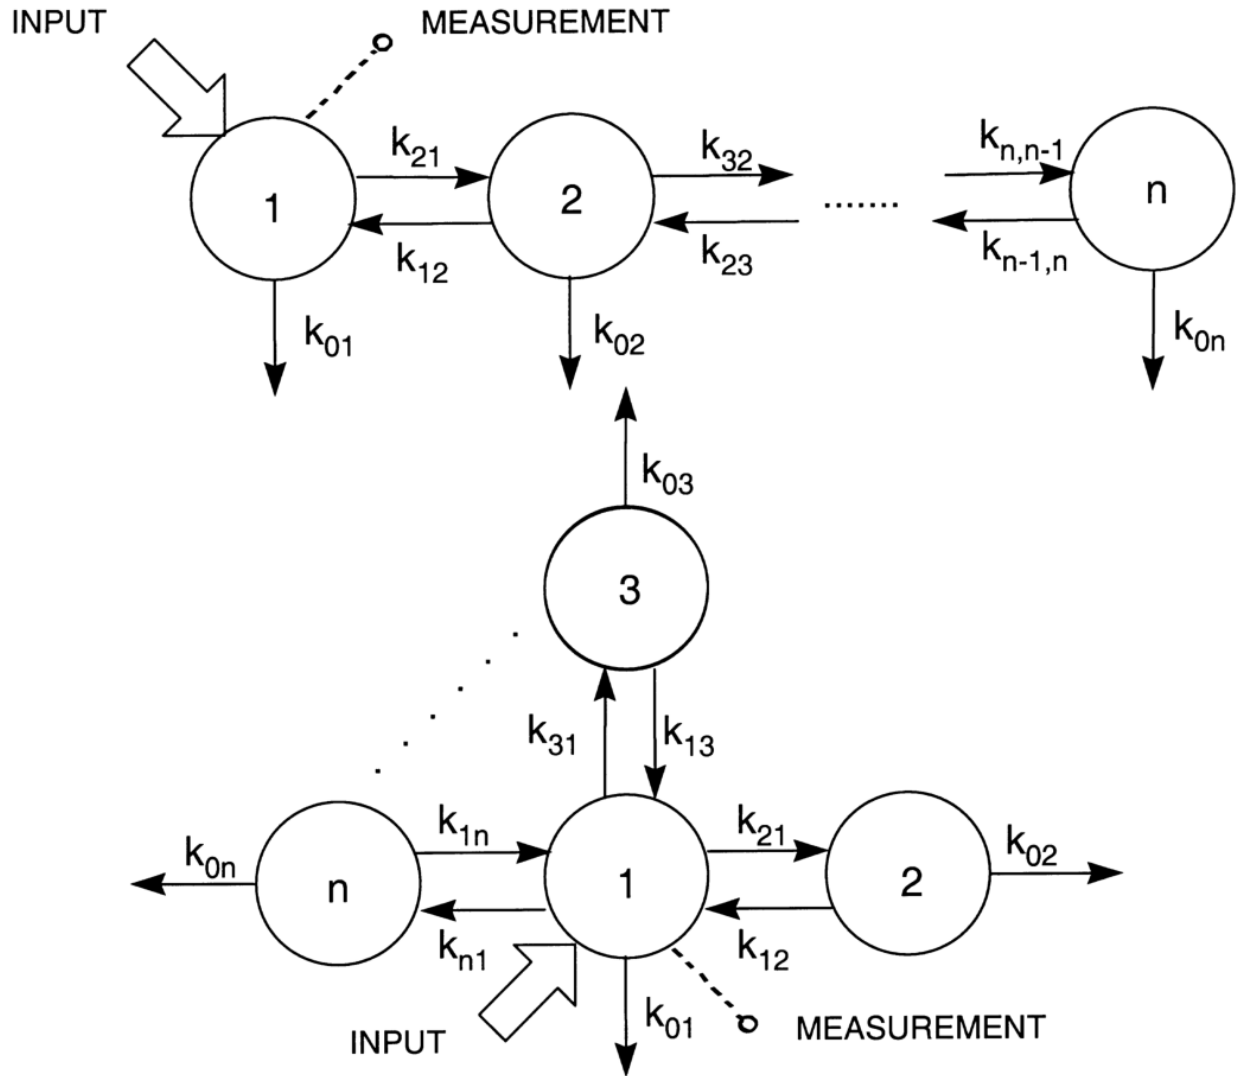 INPUT
MEASUREMENT
k21
k32
kn,n-1
1
2
.......
n
k12
k23
kn-1,n
k01
k02
k0n
k03
3
k31
k13
k1n
k21
k0n
k02
n
1
2
kn1
k12
INPUT
k01
MEASUREMENT